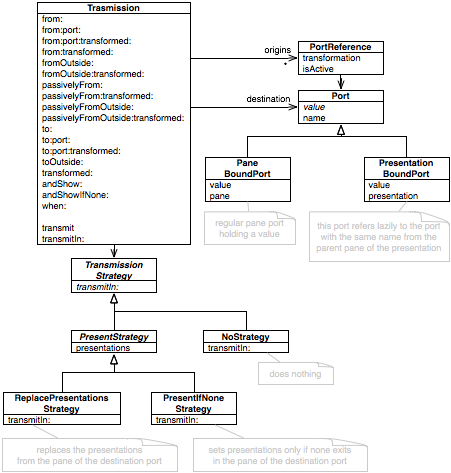 Trasmission
from:
from:port:
from:port:transformed:
from:transformed:
fromOutside:
fromOutside:transformed:
passivelyFrom:
passivelyFrom:transformed:
passivelyFromOutside:
passivelyFromOutside:transformed:
to:
to:port:
to:port:transformed:
toOutside:
transformed:
andShow:
andShowIfNone:
when:
transmit
transmitIn:
origins
*
destination
PortReference
transformation
isActive
Port
value
name
Pane
BoundPort
value
pane
Presentation
BoundPort
value
presentation
regular pane port
holding a value
this port refers lazily to the port
with the same name from the
parent pane of the presentation
Transmission
Strategy
transmitIn:
PresentStrategy
presentations
NoStrategy
transmitIn:
does nothing
ReplacePresentations
Strategy
transmitIn:
PresentIfNone
Strategy
transmitIn:
replaces the presentations
from the pane of the destination port
sets presentations only if none exits
in the pane of the destination port